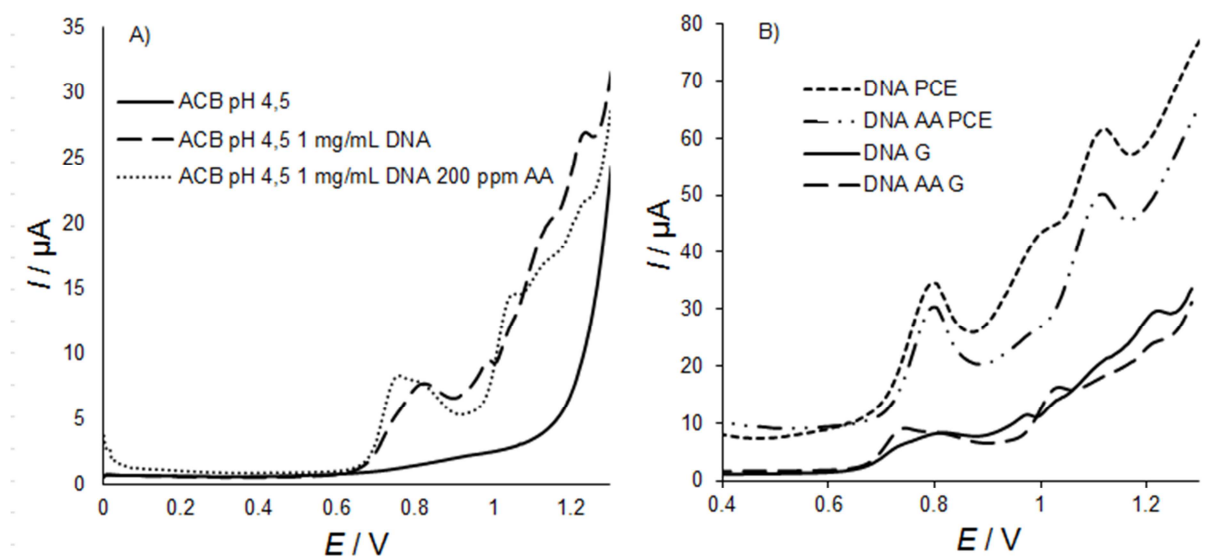 A)
35
30
25
20
15
10
5
0
I / µA
ACB pH 4,5
ACB pH 4,5 1 mg/mL DNA
ACB pH 4,5 1 mg/mL DNA 200 ppm AA
0 0.2 0.4 0.6 0.8 1 1.2
E / V
B)
80
70
60
50
40
30
20
10
0
I / µA
DNA PCE
DNA AA PCE
DNA G
DNA AA G
0.4 0.6 0.8 1 1.2
E / V